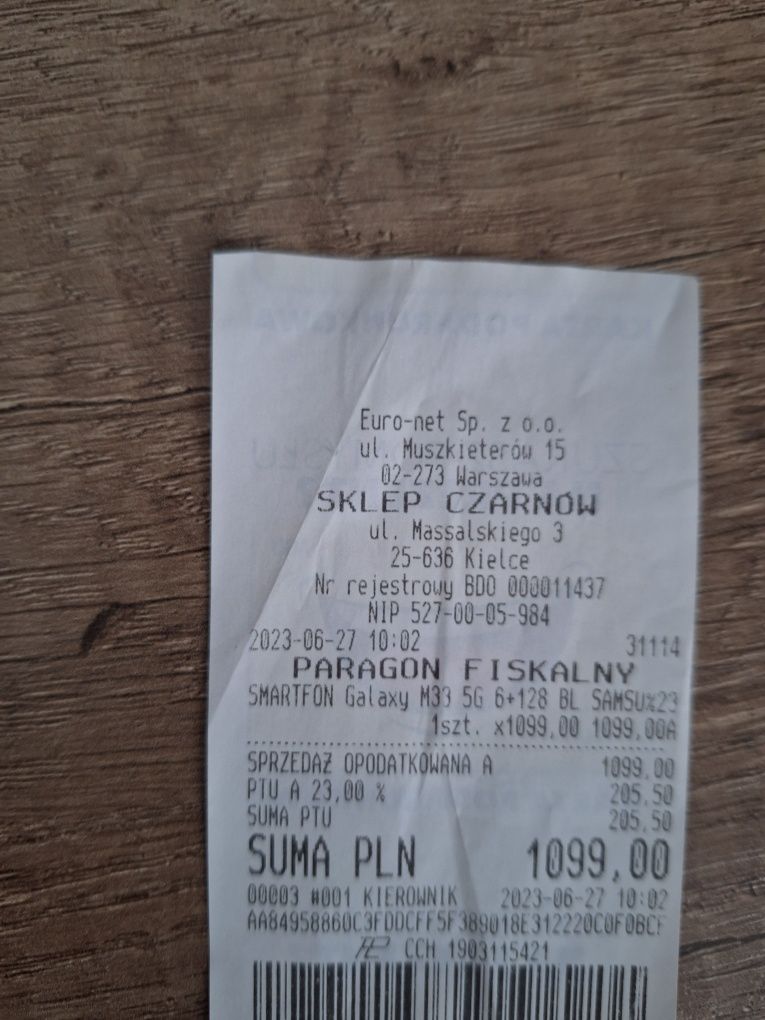 Euro-net Sp. z o.o.
ul. Muszkieterów 15
02-273 Warszawa
SKLEP CZARNÓW
ul. Massalskiego 3
25-636 Kielce
Nr rejestrowy BDO 000011437
NIP 527-00-05-984
2023-06-27 10:02 31114
PARAGON FISKALNY
SMARTFON Galaxy M33 5G 6+128 BL SAMSU%23
1szt. x1099,00 1099,00A
SPRZEDAŻ OPODATKOWANA A 1099,00
PTU A 23,00 % 205,50
SUMA PTU 205,50
SUMA PLN 1099,00
00003 #001 KIEROWNIK 2023-06-27 10:02
AA84958860C3FDDCFF5F389018E312220C0F0BCF
CCH 1903115421